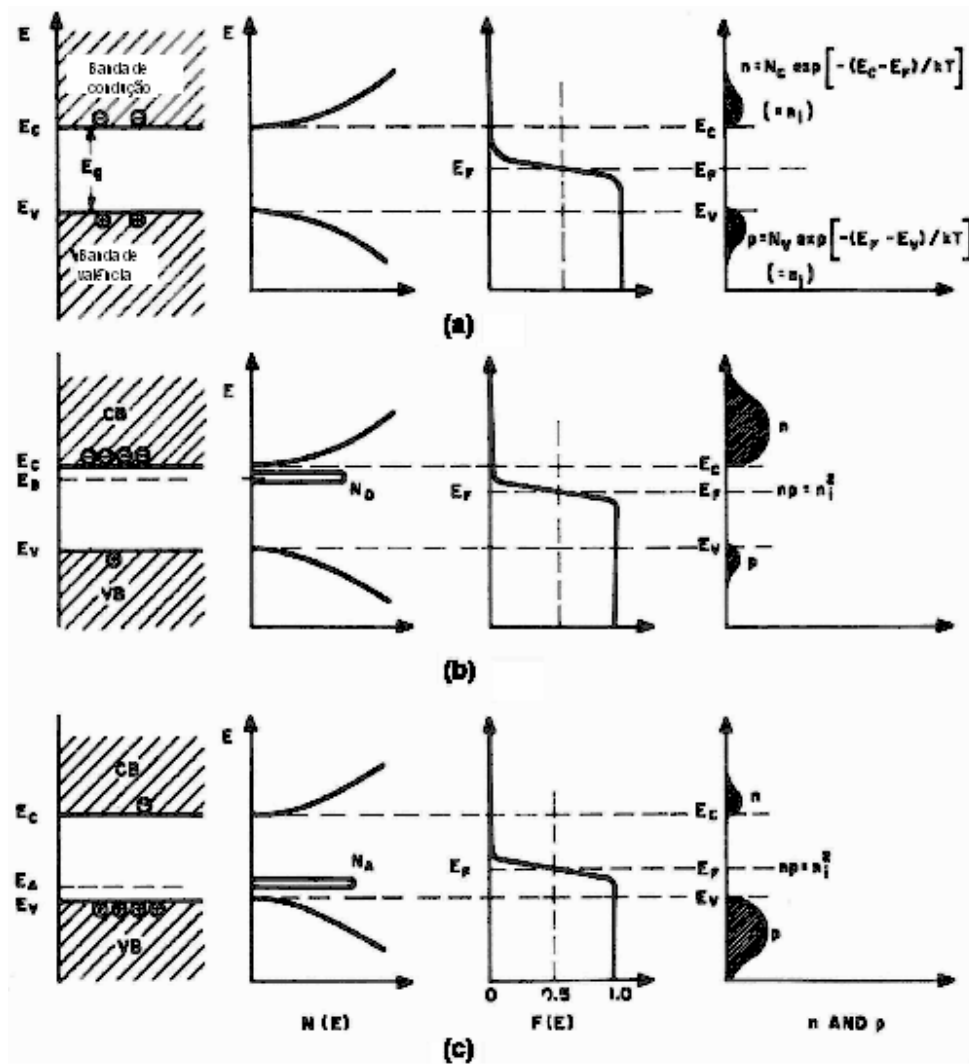 E
Banda de
condução
E_C
E_g
E_V
Banda de
valência
E
E_F
E_C
E_F
E_V
n = N_C exp[-(E_C-E_F)/kT]
(= n_i)
p = N_V exp[-(E_F-E_V)/kT]
(= n_i)
(a)
CB
E_C
E_D
E_V
VB
E
N_D
E_F
E_C
E_F
E_V
n
np = n_i^2
p
(b)
CB
E_C
E_A
E_V
VB
E
N_A
E_F
E_C
E_F
E_V
n
np = n_i^2
p
0 0.5 1.0
N(E)
F(E)
n AND p
(c)